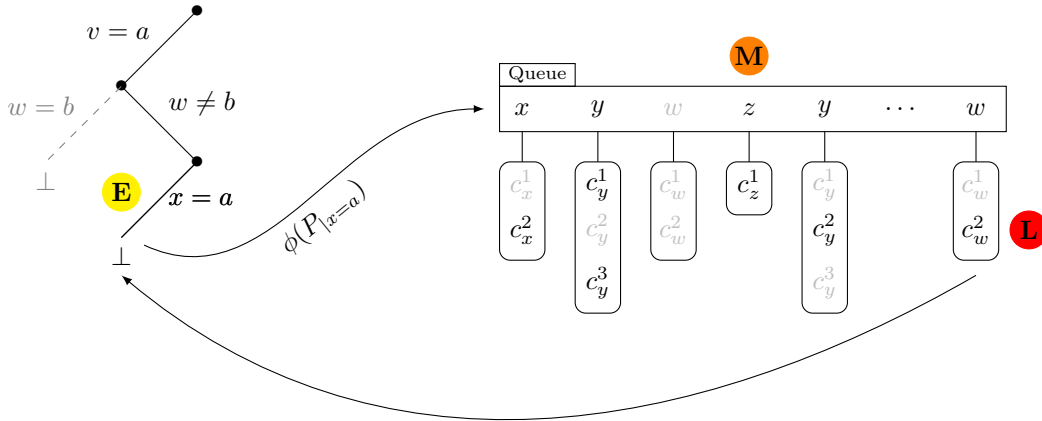 v = a
w = b
w ≠ b
E
x = a
⊥
⊥
ϕ(P|x=a)
M
Queue
x y w z y ⋯ w
c_x^1 c_y^1 c_w^1 c_z^1 c_y^1 c_w^1
c_x^2 c_y^2 c_w^2 c_y^2 c_w^2
c_y^3 c_y^3
L